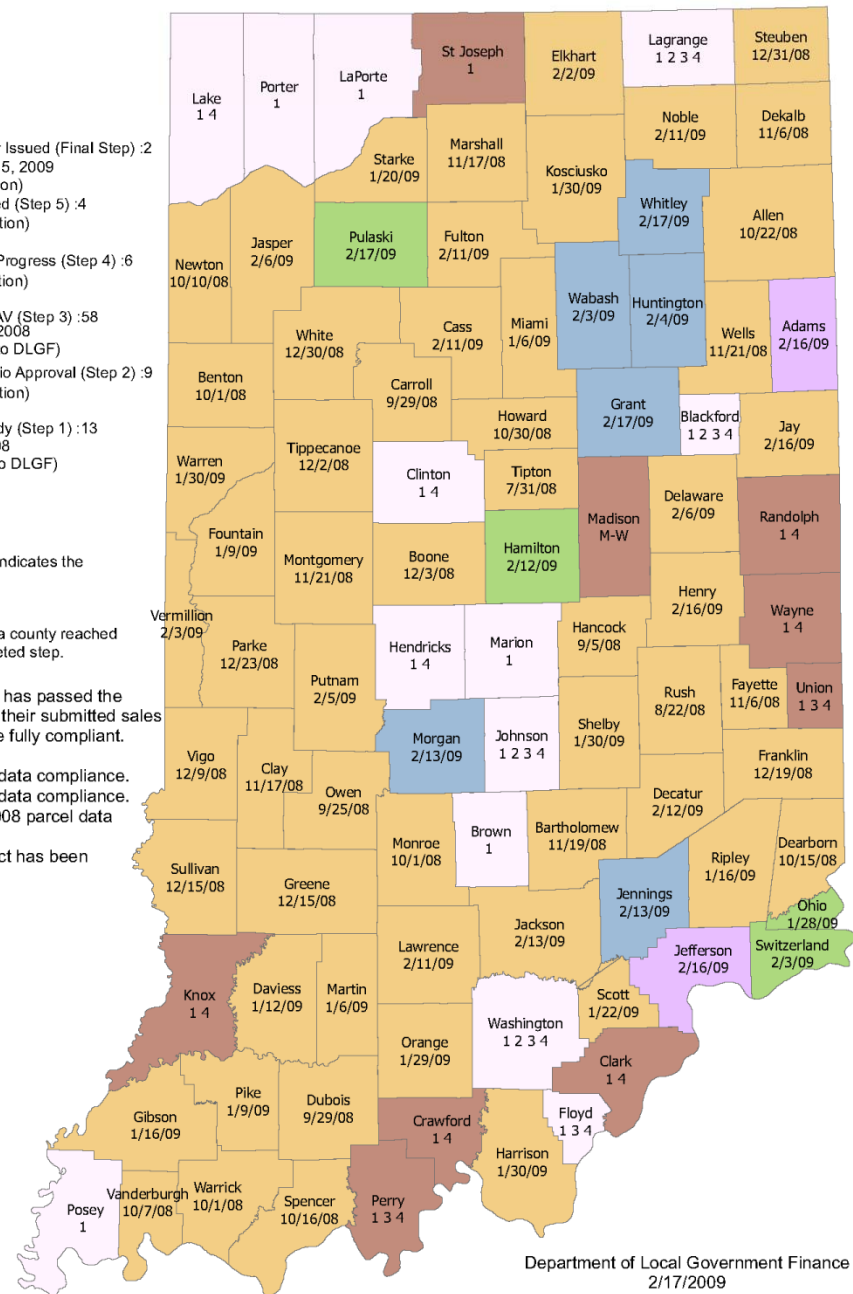 r Issued (Final Step) :2
5, 2009
on)
ed (Step 5) :4
tion)
Progress (Step 4) :6
tion)
AV (Step 3) :58
2008
o DLGF)
io Approval (Step 2) :9
tion)
dy (Step 1) :13
08
o DLGF)
ndicates the
a county reached
eted step.
has passed the
their submitted sales
e fully compliant.
data compliance.
data compliance.
08 parcel data
ct has been
Lake
1 4
Porter
1
LaPorte
1
St Joseph
1
Elkhart
2/2/09
Lagrange
1 2 3 4
Steuben
12/31/08
Noble
2/11/09
Dekalb
11/6/08
Starke
1/20/09
Marshall
11/17/08
Kosciusko
1/30/09
Whitley
2/17/09
Allen
10/22/08
Newton
10/10/08
Jasper
2/6/09
Pulaski
2/17/09
Fulton
2/11/09
Wabash
2/3/09
Huntington
2/4/09
Miami
1/6/09
Wells
11/21/08
Adams
2/16/09
White
12/30/08
Cass
2/11/09
Benton
10/1/08
Carroll
9/29/08
Howard
10/30/08
Grant
2/17/09
Blackford
1 2 3 4
Jay
2/16/09
Warren
1/30/09
Tippecanoe
12/2/08
Clinton
1 4
Tipton
7/31/08
Madison
M-W
Delaware
2/6/09
Randolph
1 4
Fountain
1/9/09
Montgomery
11/21/08
Boone
12/3/08
Hamilton
2/12/09
Henry
2/16/09
Wayne
1 4
Vermillion
2/3/09
Parke
12/23/08
Putnam
2/5/09
Hendricks
1 4
Marion
1
Hancock
9/5/08
Rush
8/22/08
Fayette
11/6/08
Union
1 3 4
Vigo
12/9/08
Clay
11/17/08
Owen
9/25/08
Morgan
2/13/09
Johnson
1 2 3 4
Shelby
1/30/09
Franklin
12/19/08
Decatur
2/12/09
Sullivan
12/15/08
Greene
12/15/08
Monroe
10/1/08
Brown
1
Bartholomew
11/19/08
Jennings
2/13/09
Ripley
1/16/09
Dearborn
10/15/08
Ohio
1/28/09
Switzerland
2/3/09
Jefferson
2/16/09
Jackson
2/13/09
Lawrence
2/11/09
Knox
1 4
Daviess
1/12/09
Martin
1/6/09
Orange
1/29/09
Washington
1 2 3 4
Scott
1/22/09
Clark
1 4
Floyd
1 3 4
Gibson
1/16/09
Pike
1/9/09
Dubois
9/29/08
Crawford
1 4
Harrison
1/30/09
Posey
1
Vanderburgh
10/7/08
Warrick
10/1/08
Spencer
10/16/08
Perry
1 3 4
Department of Local Government Finance
2/17/2009